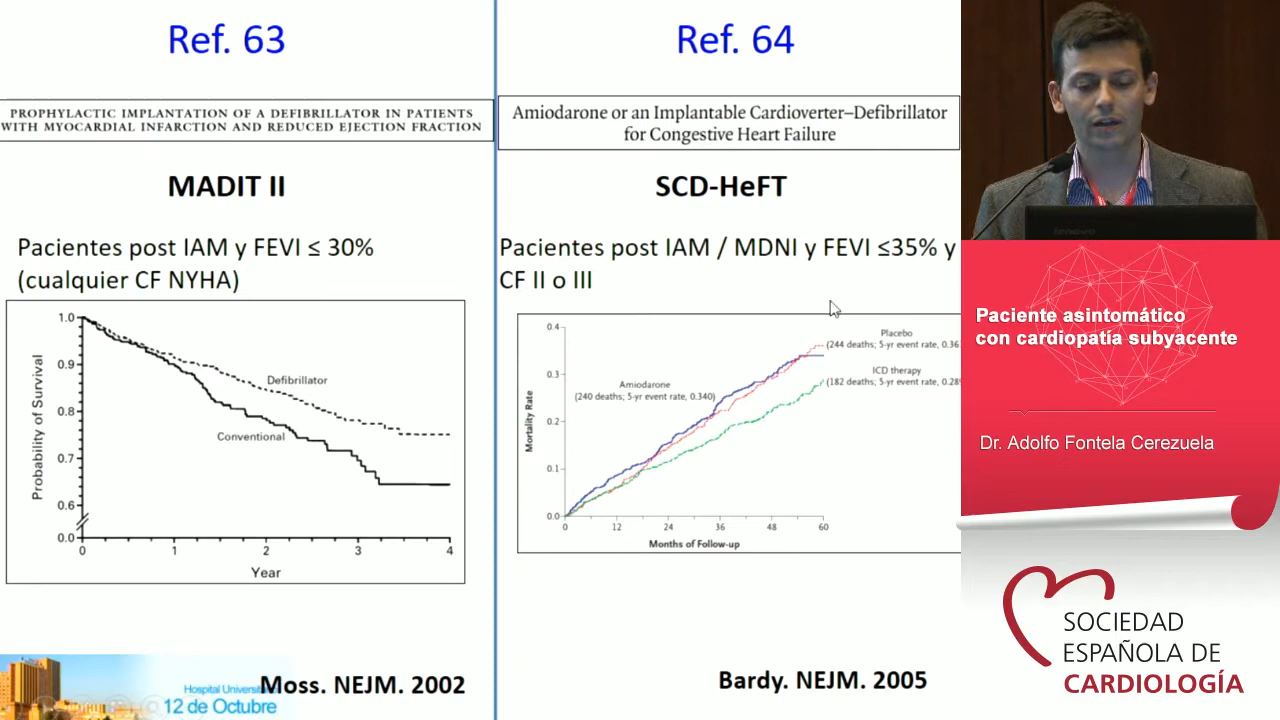 Ref. 63
PROPHYLACTIC IMPLANTATION OF A DEFIBRILLATOR IN PATIENTS
WITH MYOCARDIAL INFARCTION AND REDUCED EJECTION FRACTION
MADIT II
Pacientes post IAM y FEVI ≤ 30%
(cualquier CF NYHA)
Probability of Survival
1.0
0.9
0.8
0.7
0.6
0.0
Defibrillator
Conventional
0 1 2 3 4
Year
Moss. NEJM. 2002
Hospital Universita
12 de Octubre
Ref. 64
Amiodarone or an Implantable Cardioverter–Defibrillator
for Congestive Heart Failure
SCD-HeFT
Pacientes post IAM / MDNI y FEVI ≤35% y
CF II o III
Mortality Rate
0.4
0.3
0.2
0.1
0.0
Placebo
(244 deaths; 5-yr event rate, 0.361
ICD therapy
(182 deaths; 5-yr event rate, 0.289
Amiodarone
(240 deaths; 5-yr event rate, 0.340)
0 12 24 36 48 60
Months of Follow-up
Bardy. NEJM. 2005
lenovo
Paciente asintomático
con cardiopatía subyacente
Dr. Adolfo Fontela Cerezuela
SOCIEDAD
ESPAÑOLA DE
CARDIOLOGÍA